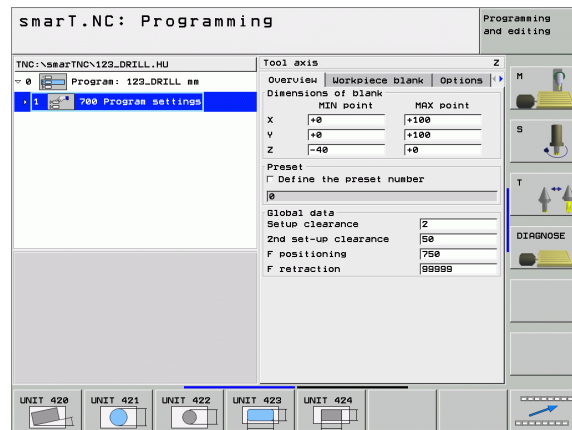 smarT.NC: Programming
Programming
and editing
TNC:\smarTNC\123_DRILL.HU
0 Program: 123_DRILL mm
1 700 Program settings
Tool axis Z
Overview Workpiece blank Options
Dimensions of blank
MIN point MAX point
X +0 +100
Y +0 +100
Z -40 +0
Preset
Define the preset number
0
Global data
Setup clearance 2
2nd set-up clearance 50
F positioning 750
F retraction 99999
M
S
T
DIAGNOSE
UNIT 420 UNIT 421 UNIT 422 UNIT 423 UNIT 424